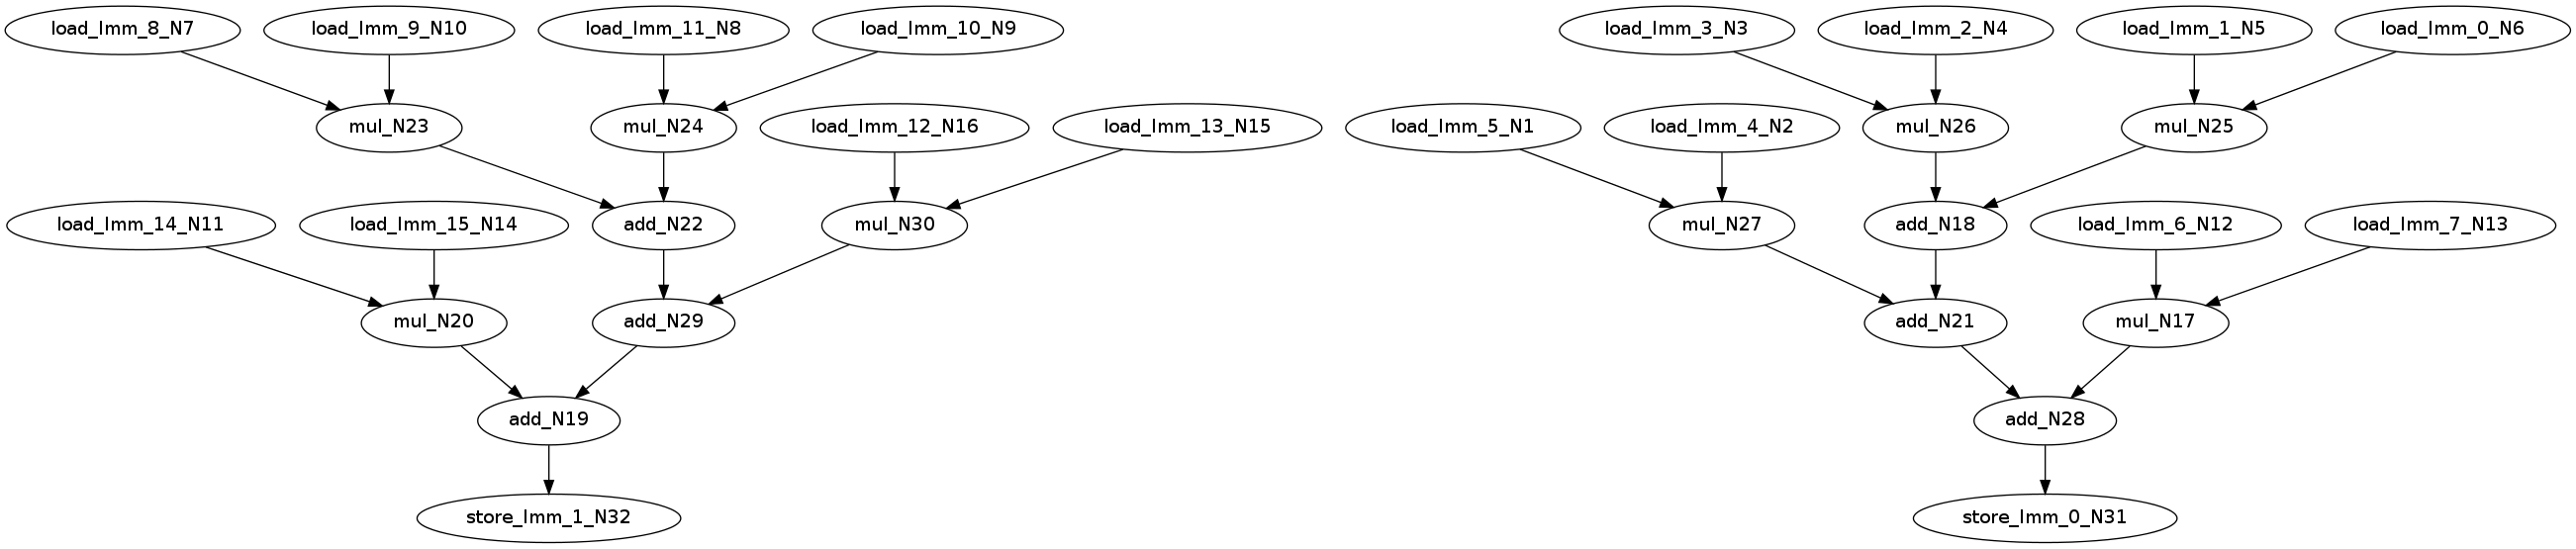 load_Imm_8_N7
load_Imm_9_N10
load_Imm_11_N8
load_Imm_10_N9
load_Imm_3_N3
load_Imm_2_N4
load_Imm_1_N5
load_Imm_0_N6
mul_N23
mul_N24
load_Imm_12_N16
load_Imm_13_N15
load_Imm_5_N1
load_Imm_4_N2
mul_N26
mul_N25
load_Imm_14_N11
load_Imm_15_N14
add_N22
mul_N30
mul_N27
add_N18
load_Imm_6_N12
load_Imm_7_N13
mul_N20
add_N29
add_N21
mul_N17
add_N19
add_N28
store_Imm_1_N32
store_Imm_0_N31